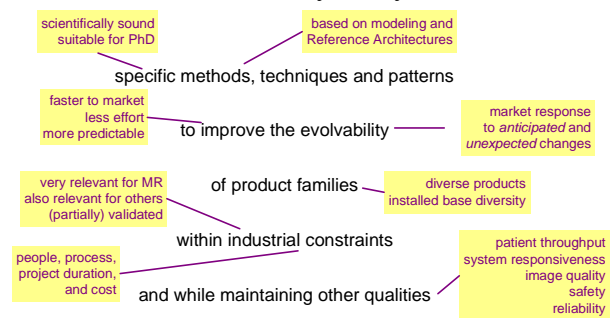 scientifically sound
suitable for PhD
based on modeling and
Reference Architectures
specific methods, techniques and patterns
faster to market
less effort
more predictable
to improve the evolvability
market response
to anticipated and
unexpected changes
very relevant for MR
also relevant for others
(partially) validated
of product families
diverse products
installed base diversity
within industrial constraints
people, process,
project duration,
and cost
and while maintaining other qualities
patient throughput
system responsiveness
image quality
safety
reliability